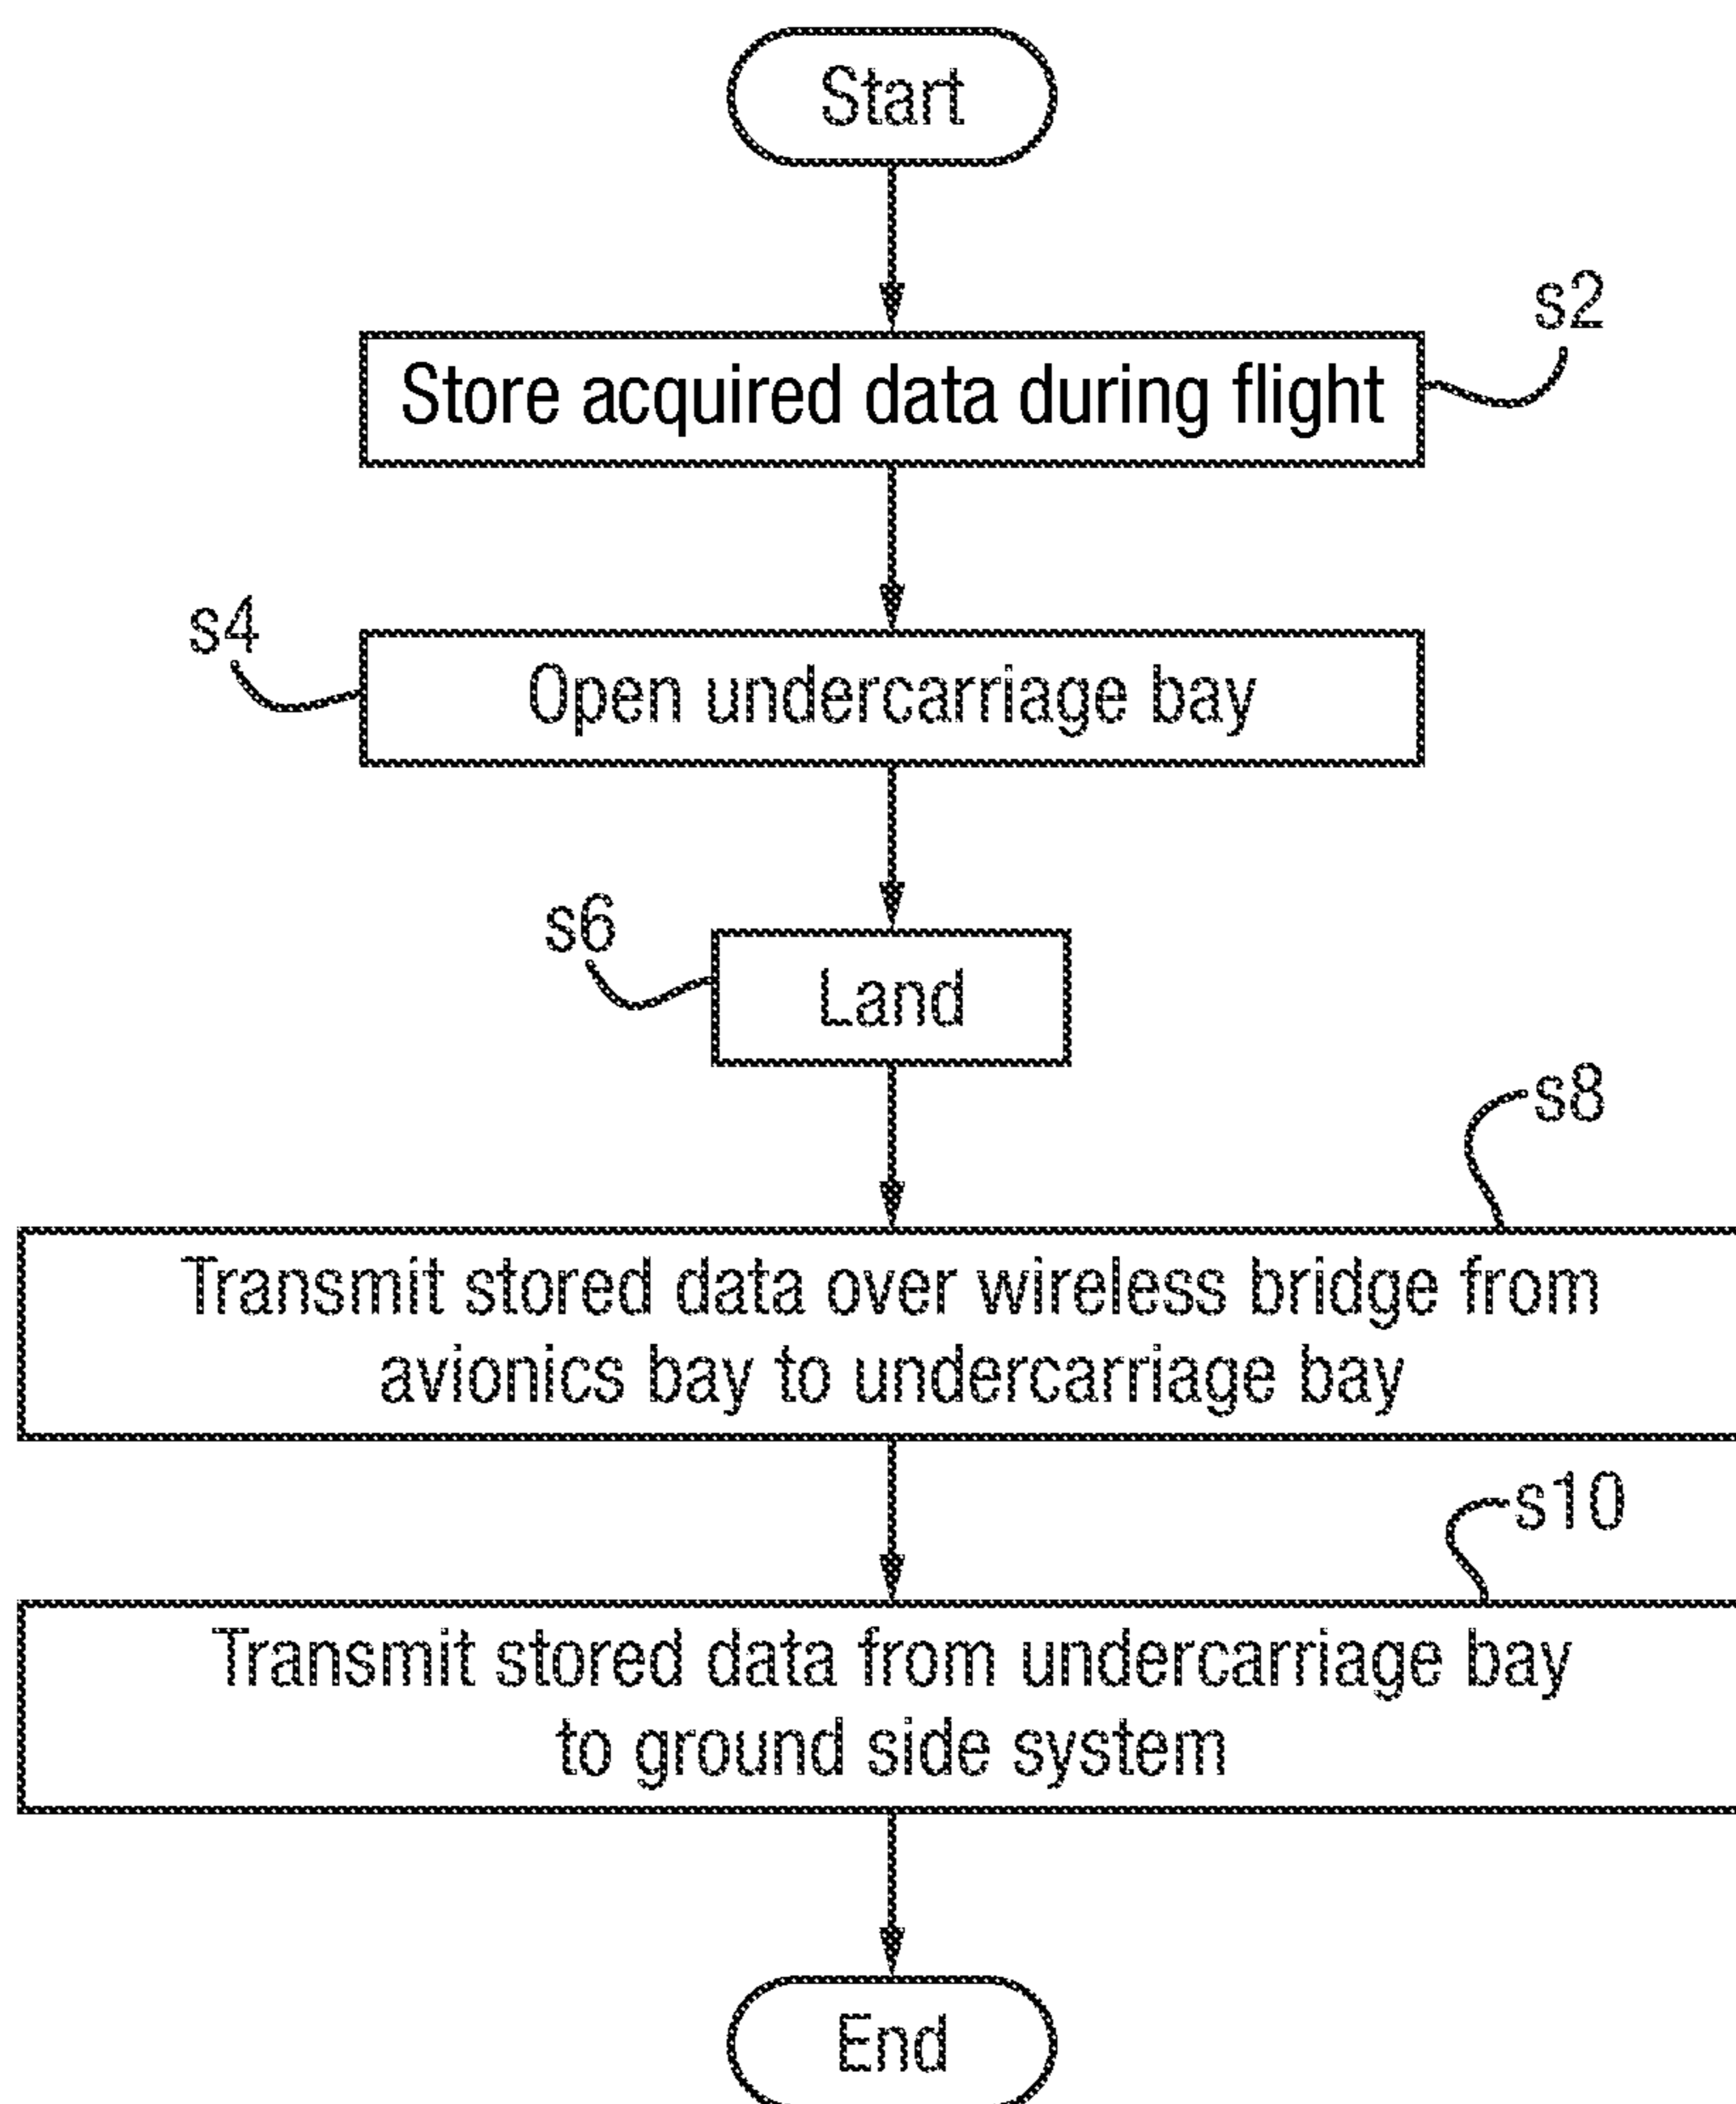 Start
s2
Store acquired data during flight
s4
Open undercarriage bay
s6
Land
s8
Transmit stored data over wireless bridge from
avionics bay to undercarriage bay
s10
Transmit stored data from undercarriage bay
to ground side system
End